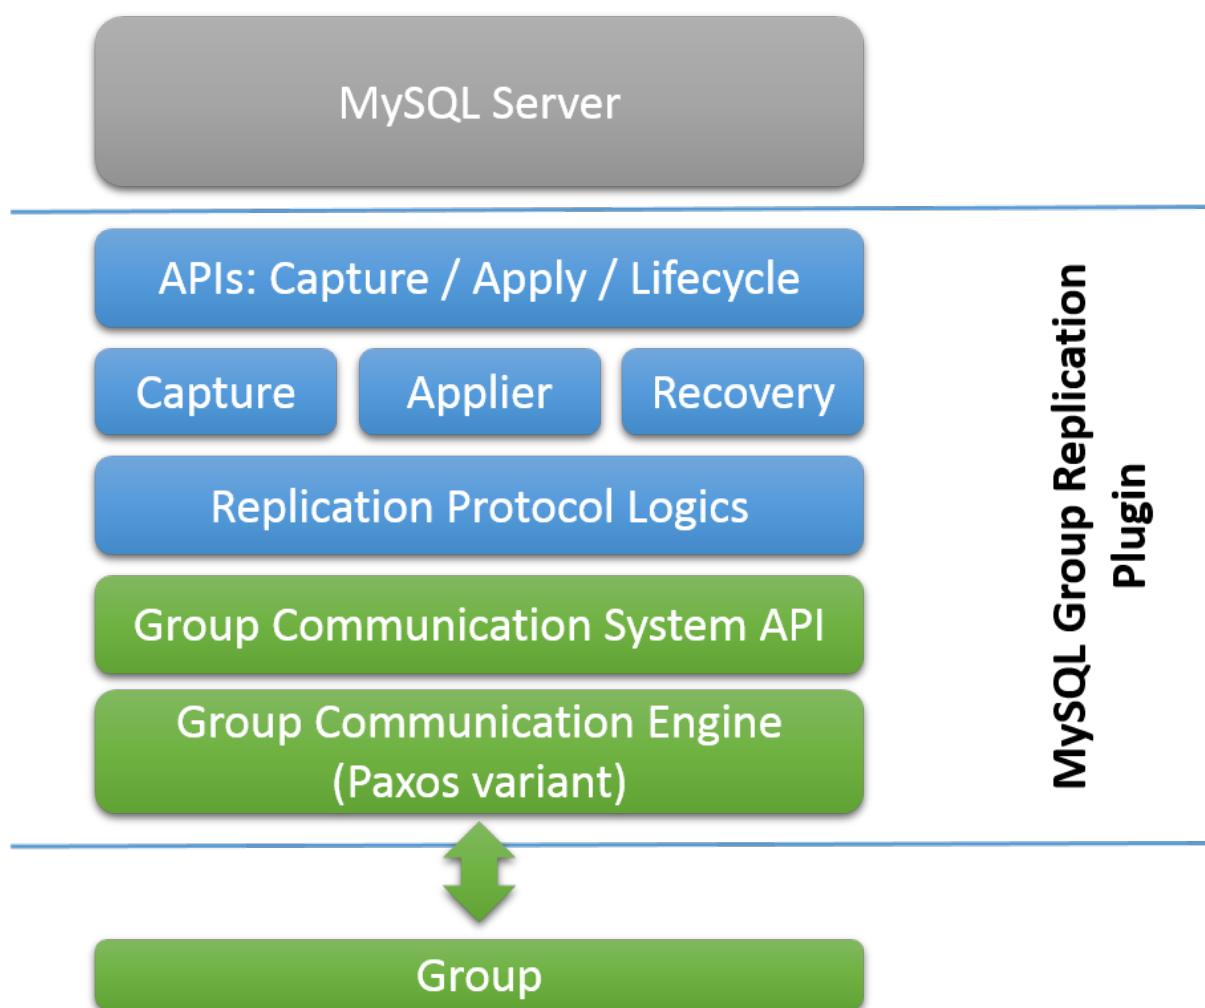 MySQL Server
APIs: Capture / Apply / Lifecycle
Capture
Applier
Recovery
Replication Protocol Logics
Group Communication System API
Group Communication Engine
(Paxos variant)
Group
MySQL Group Replication
Plugin